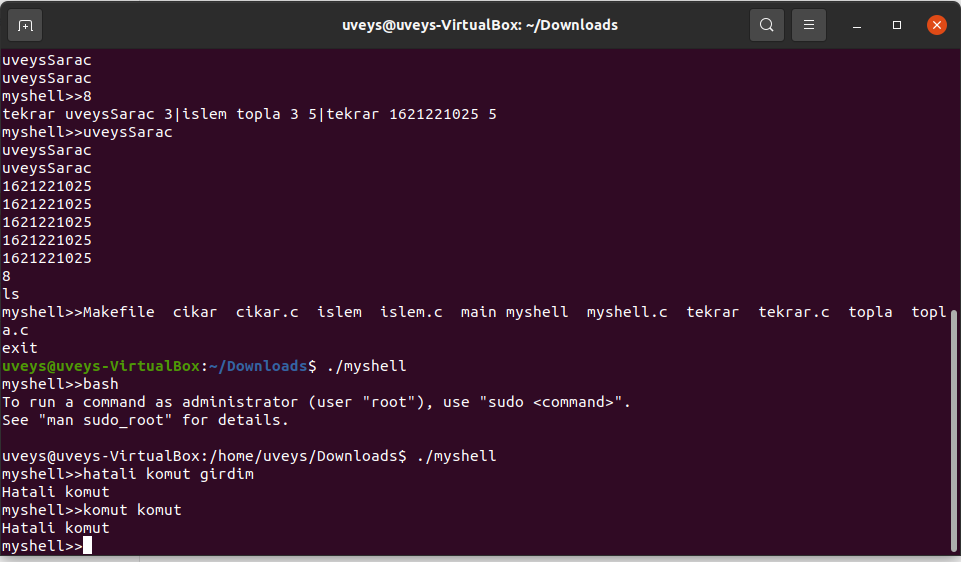 uveys@uveys-VirtualBox: ~/Downloads
uveysSarac
uveysSarac
myshell>>8
tekrar uveysSarac 3|islem topla 3 5|tekrar 1621221025 5
myshell>>uveysSarac
uveysSarac
uveysSarac
1621221025
1621221025
1621221025
1621221025
1621221025
8
ls
myshell>>Makefile  cikar  cikar.c  islem  islem.c  main myshell  myshell.c  tekrar  tekrar.c  topla  topl
a.c
exit
uveys@uveys-VirtualBox:~/Downloads$ ./myshell
myshell>>bash
To run a command as administrator (user "root"), use "sudo <command>".
See "man sudo_root" for details.
uveys@uveys-VirtualBox:/home/uveys/Downloads$ ./myshell
myshell>>hatali komut girdim
Hatali komut
myshell>>komut komut
Hatali komut
myshell>>